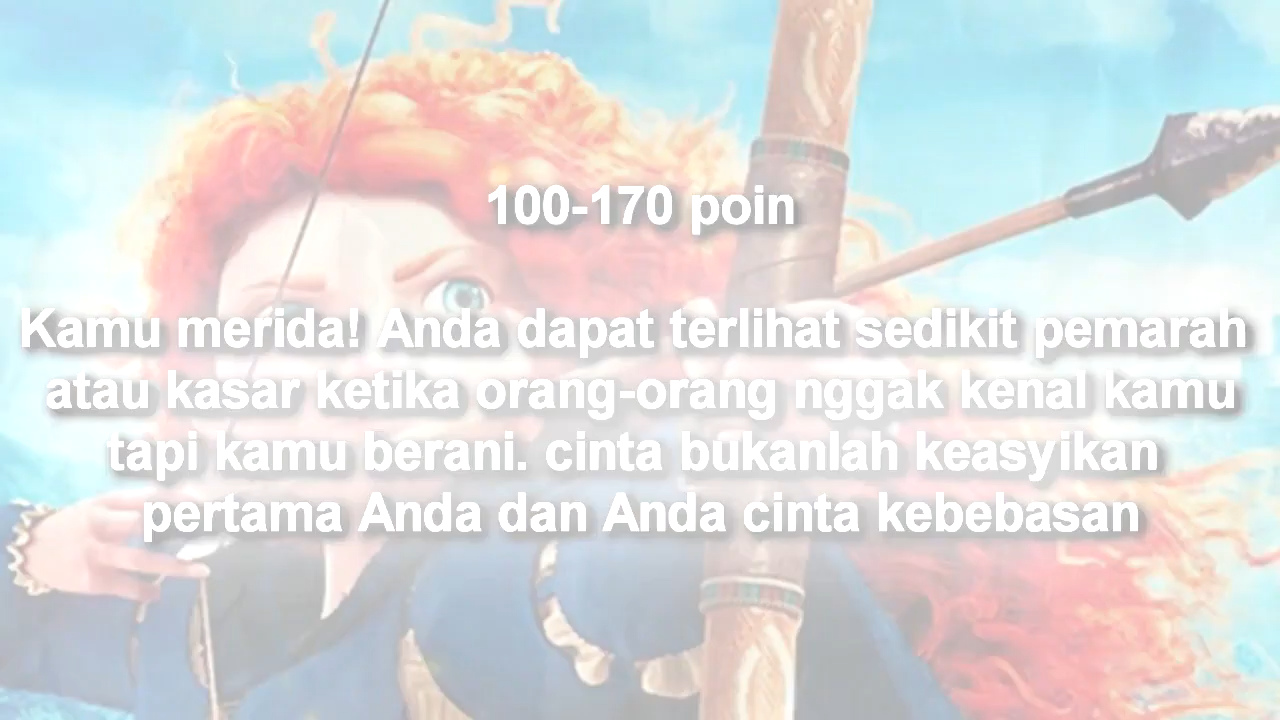 100-170 poin
Kamu merida! Anda dapat terlihat sedikit pemarah
atau kasar ketika orang-orang nggak kenal kamu
tapi kamu berani. cinta bukanlah keasyikan
pertama Anda dan Anda cinta kebebasan